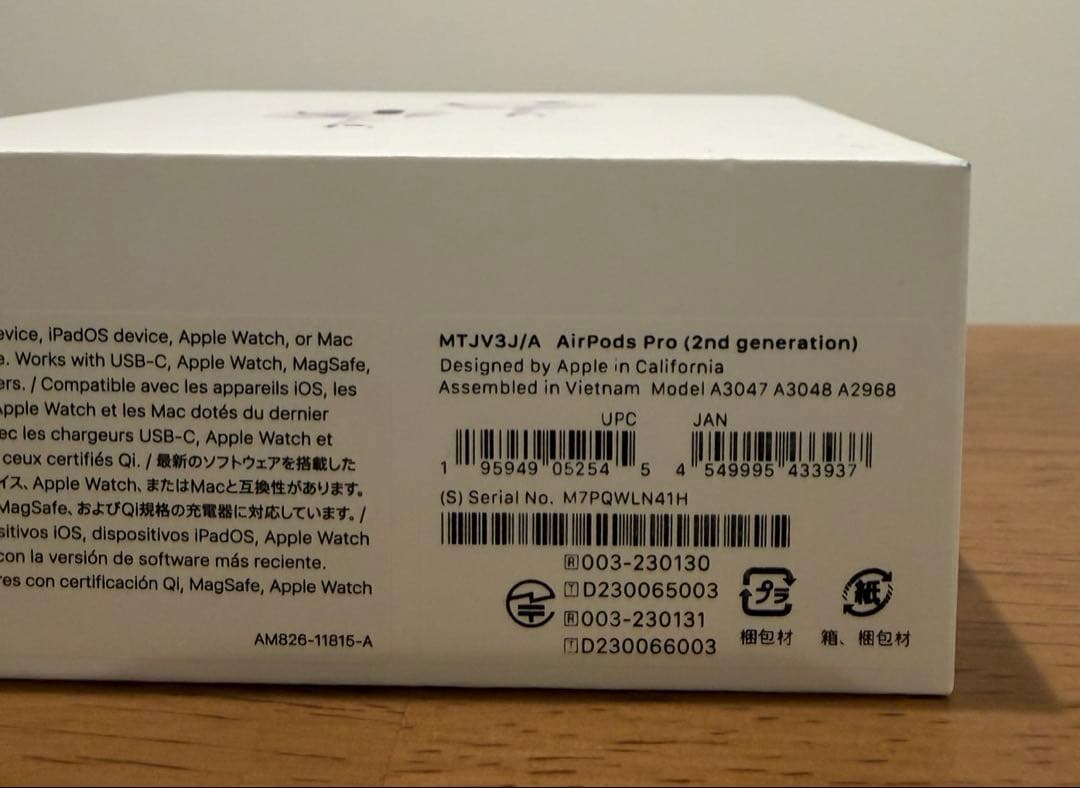 evice, iPadOS device, Apple Watch, or Mac
e. Works with USB-C, Apple Watch, MagSafe,
ers. / Compatible avec les appareils iOS, les
Apple Watch et les Mac dotés du dernier
ec les chargeurs USB-C, Apple Watch et
ceux certifiés Qi. / 最新のソフトウェアを搭載した
イス、Apple Watch、またはMacと互換性があります。
MagSafe、およびQi規格の充電器に対応しています。/
sitivos iOS, dispositivos iPadOS, Apple Watch
con la versión de software más reciente.
res con certificación Qi, MagSafe, Apple Watch
AM826-11815-A
MTJV3J/A AirPods Pro (2nd generation)
Designed by Apple in California
Assembled in Vietnam Model A3047 A3048 A2968
UPC JAN
1 95949 05254 5 4 549995 433937
(S) Serial No. M7PQWLN41H
R 003-230130
T D230065003
R 003-230131
T D230066003
プラ
梱包材
紙
箱、梱包材